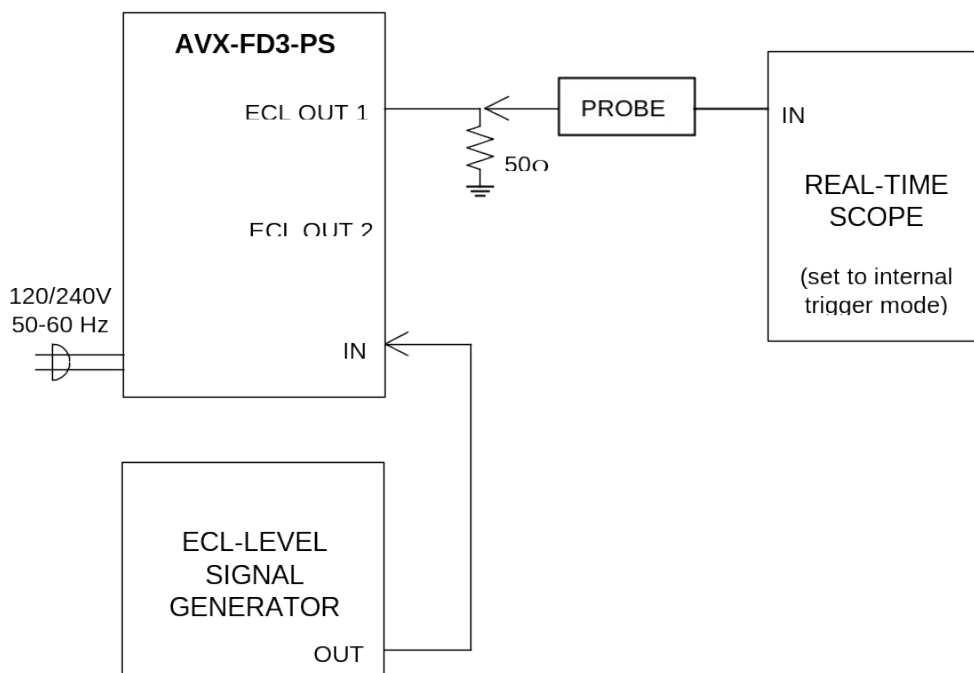 AVX-FD3-PS
ECL OUT 1
PROBE
IN
50Ω
REAL-TIME
SCOPE
ECL OUT 2
(set to internal
trigger mode)
120/240V
50-60 Hz
IN
ECL-LEVEL
SIGNAL
GENERATOR
OUT